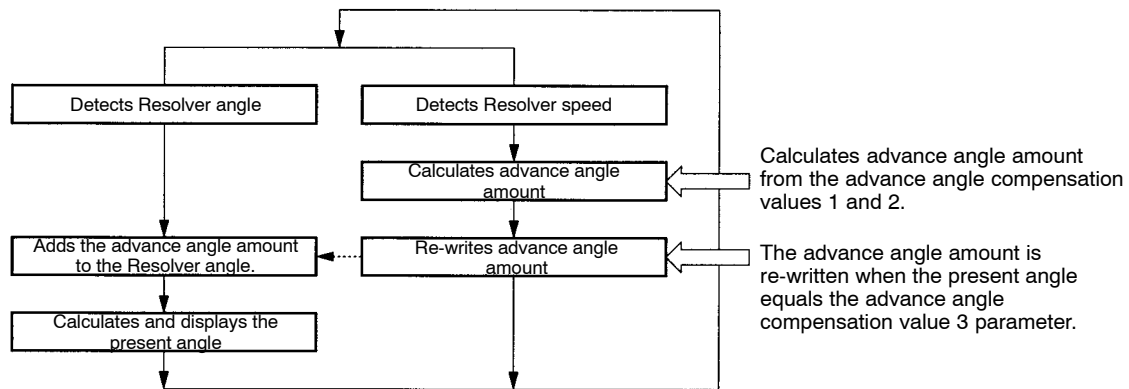 Detects Resolver angle
Detects Resolver speed
Calculates advance angle
amount
Calculates advance angle amount
from the advance angle compensation
values 1 and 2.
Adds the advance angle amount
to the Resolver angle.
Re-writes advance angle
amount
The advance angle amount is
re-written when the present angle
equals the advance angle
compensation value 3 parameter.
Calculates and displays the
present angle